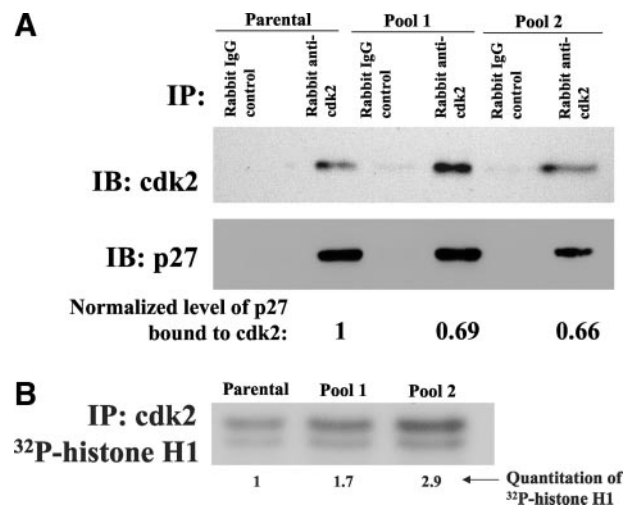 A
Parental Pool 1 Pool 2
IP:
Rabbit IgG
control
Rabbit anti-
cdk2
Rabbit IgG
control
Rabbit anti-
cdk2
Rabbit IgG
control
Rabbit anti-
cdk2
IB: cdk2
IB: p27
Normalized level of p27
bound to cdk2: 1 0.69 0.66
B
Parental Pool 1 Pool 2
IP: cdk2
³²P-histone H1
1 1.7 2.9
Quantitation of
³²P-histone H1